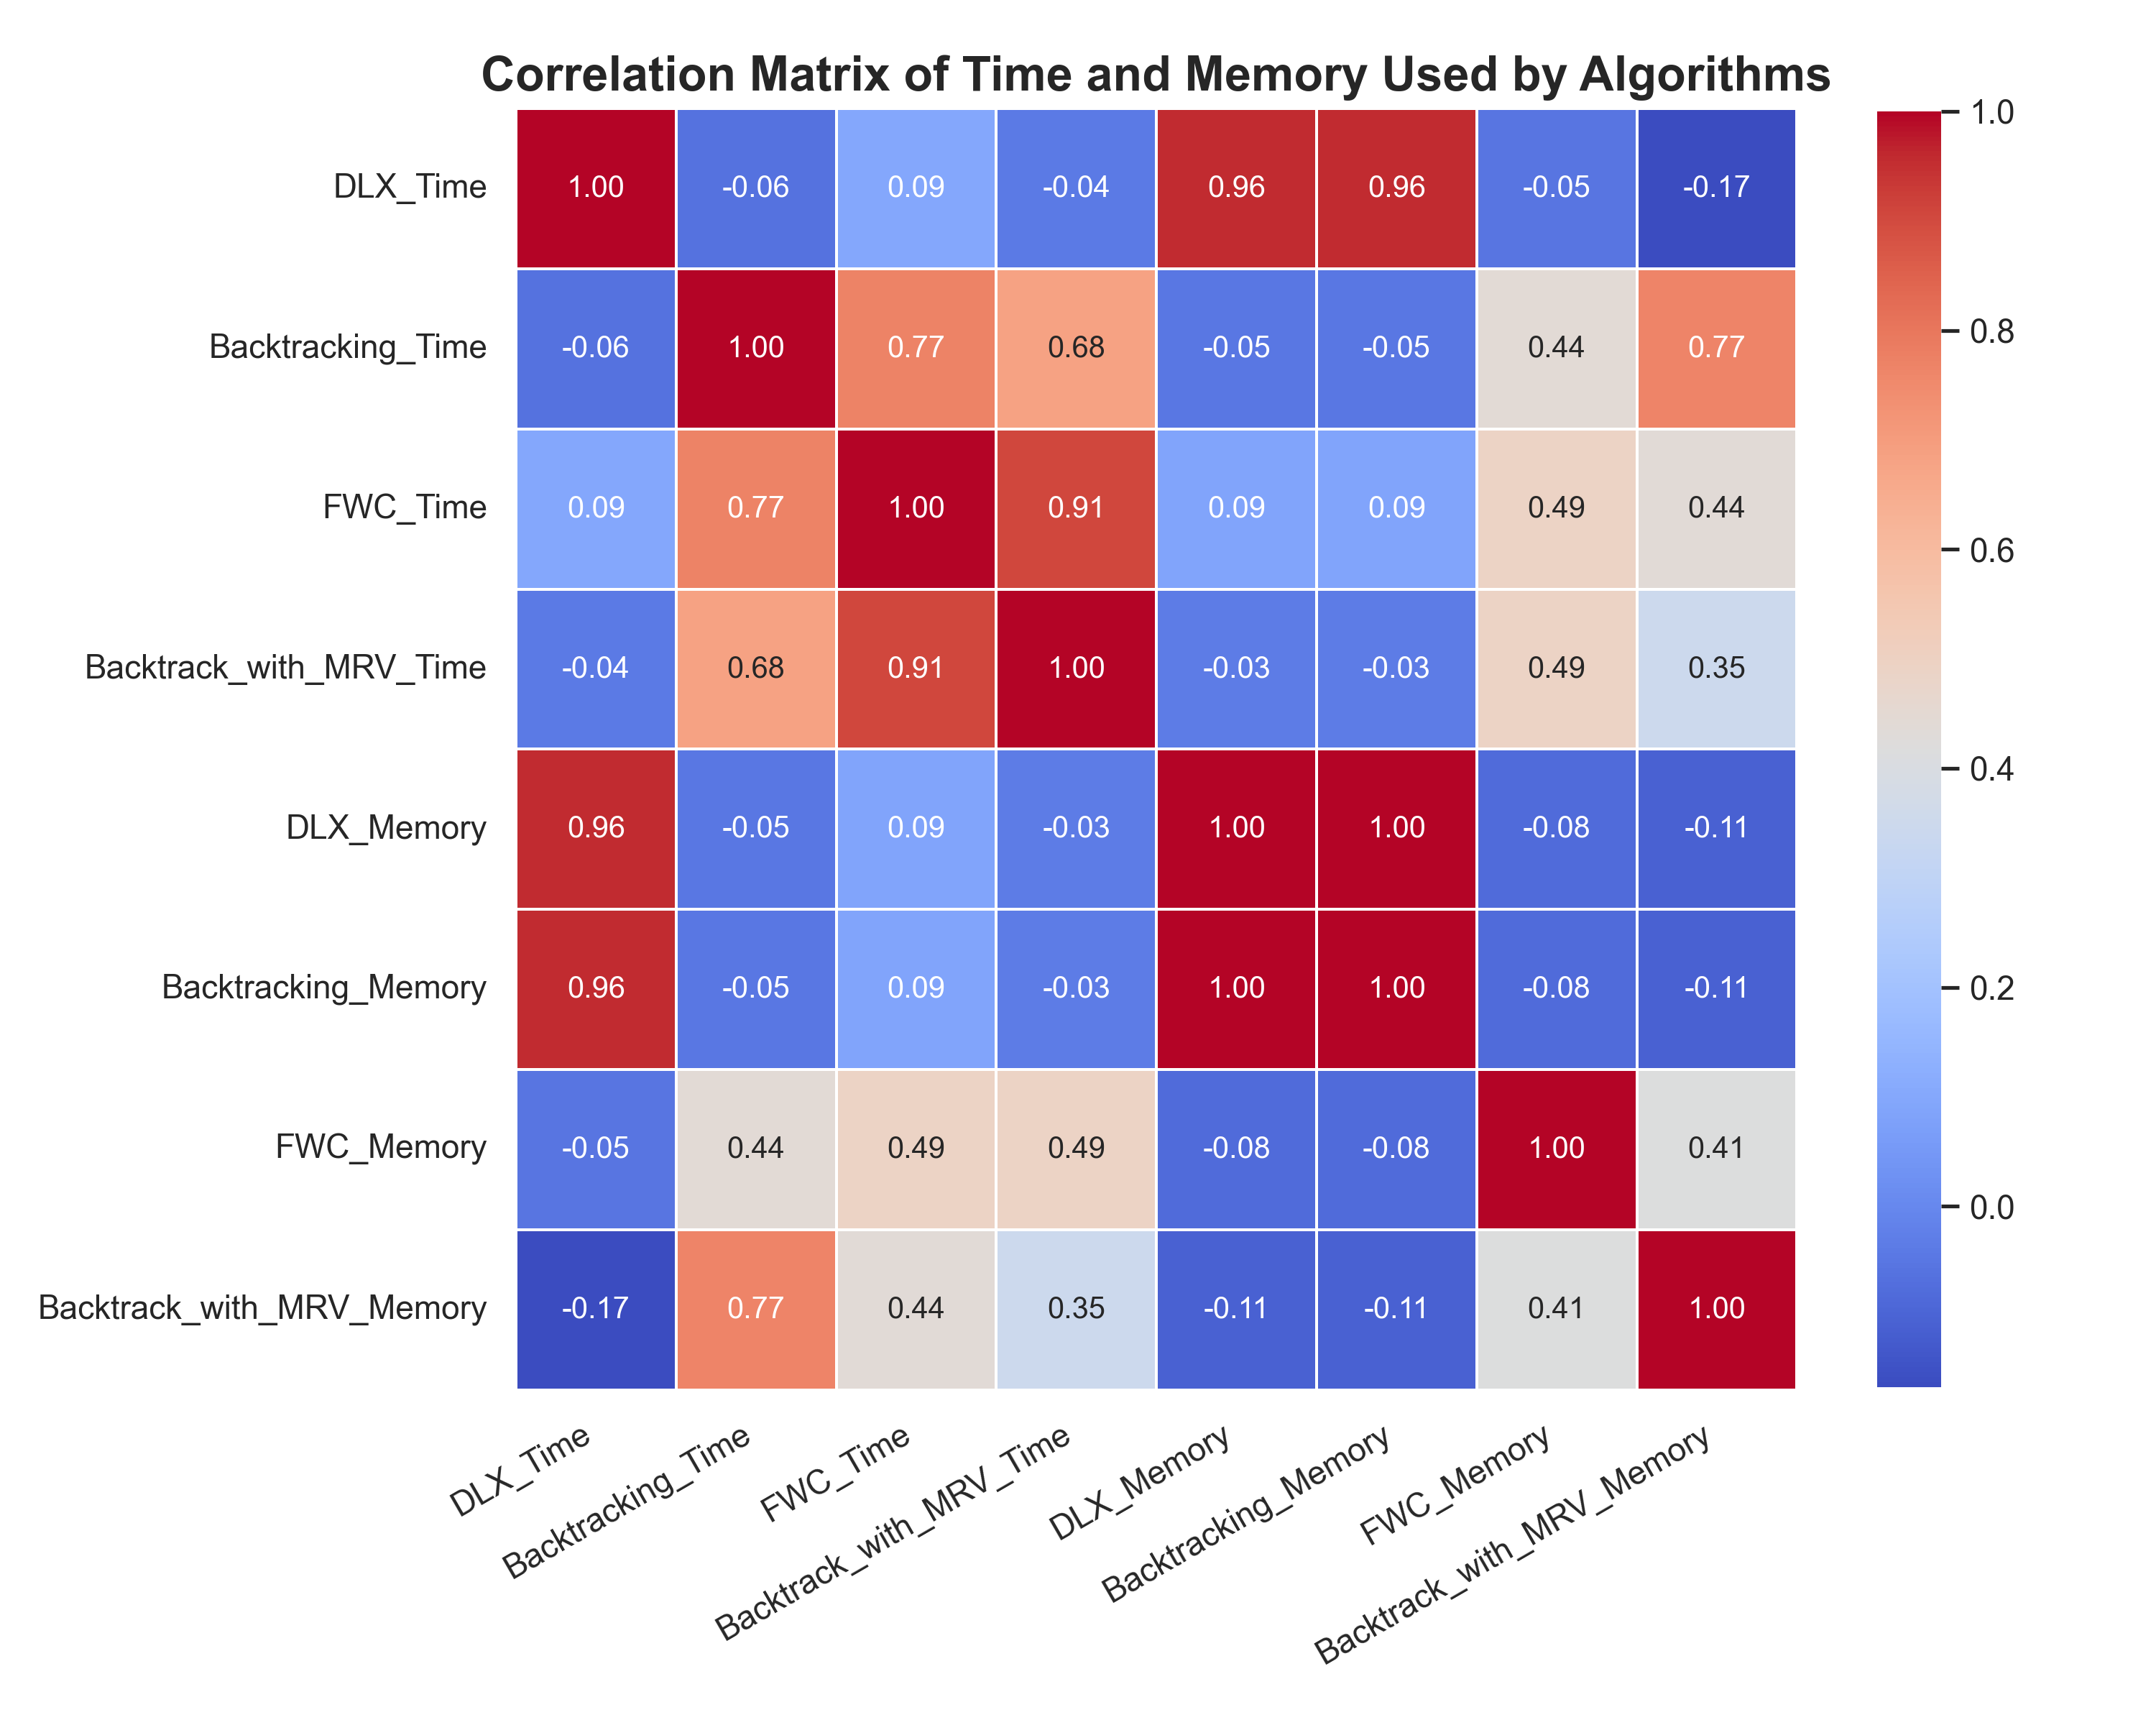 Correlation Matrix of Time and Memory Used by Algorithms
DLX_Time 1.00 -0.06 0.09 -0.04 0.96 0.96 -0.05 -0.17
Backtracking_Time -0.06 1.00 0.77 0.68 -0.05 -0.05 0.44 0.77
FWC_Time 0.09 0.77 1.00 0.91 0.09 0.09 0.49 0.44
Backtrack_with_MRV_Time -0.04 0.68 0.91 1.00 -0.03 -0.03 0.49 0.35
DLX_Memory 0.96 -0.05 0.09 -0.03 1.00 1.00 -0.08 -0.11
Backtracking_Memory 0.96 -0.05 0.09 -0.03 1.00 1.00 -0.08 -0.11
FWC_Memory -0.05 0.44 0.49 0.49 -0.08 -0.08 1.00 0.41
Backtrack_with_MRV_Memory -0.17 0.77 0.44 0.35 -0.11 -0.11 0.41 1.00
DLX_Time
Backtracking_Time
FWC_Time
Backtrack_with_MRV_Time
DLX_Memory
Backtracking_Memory
FWC_Memory
Backtrack_with_MRV_Memory
1.0
0.8
0.6
0.4
0.2
0.0